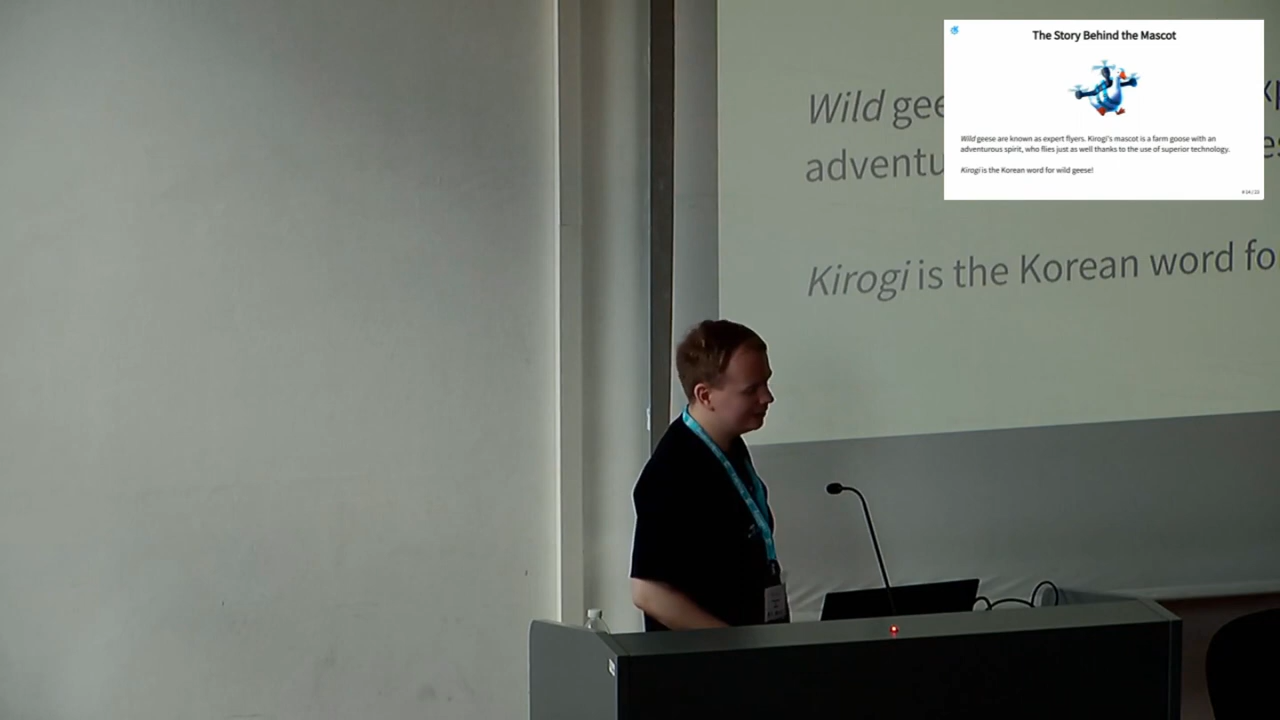 The Story Behind the Mascot
Wild geese are known as expert flyers. Kirogi's mascot is a farm goose with an
adventurous spirit, who flies just as well thanks to the use of superior technology.
Kirogi is the Korean word for wild geese!
Wild gee
adventu
Kirogi is the Korean word fo